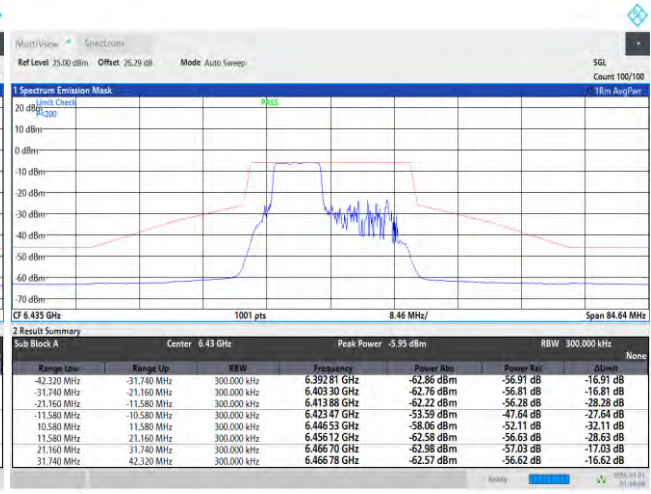 MultiView Spectrum
Ref Level 25.00 dBm Offset 26.29 dB Mode Auto Sweep SGL
Count 100/100
1 Spectrum Emission Mask 1Rm AvgPwr
Limit Check PASS
20 dBm
P<200
10 dBm
0 dBm
-10 dBm
-20 dBm
-30 dBm
-40 dBm
-50 dBm
-60 dBm
-70 dBm
CF 6.435 GHz 1001 pts 8.46 MHz/ Span 84.64 MHz
2 Result Summary
Sub Block A Center 6.43 GHz Peak Power -5.95 dBm RBW 300.000 kHz
None
Range Low Range Up RBW Frequency Power Abs Power Rel ΔLimit
-42.320 MHz -31.740 MHz 300.000 kHz 6.392 81 GHz -62.86 dBm -56.91 dB -16.91 dB
-31.740 MHz -21.160 MHz 300.000 kHz 6.403 30 GHz -62.76 dBm -56.81 dB -16.81 dB
-21.160 MHz -11.580 MHz 300.000 kHz 6.413 88 GHz -62.22 dBm -56.28 dB -28.28 dB
-11.580 MHz -10.580 MHz 300.000 kHz 6.423 47 GHz -53.59 dBm -47.64 dB -27.64 dB
10.580 MHz 11.580 MHz 300.000 kHz 6.446 53 GHz -58.06 dBm -52.11 dB -32.11 dB
11.580 MHz 21.160 MHz 300.000 kHz 6.456 12 GHz -62.58 dBm -56.63 dB -28.63 dB
21.160 MHz 31.740 MHz 300.000 kHz 6.466 70 GHz -62.98 dBm -57.03 dB -17.03 dB
31.740 MHz 42.320 MHz 300.000 kHz 6.466 78 GHz -62.57 dBm -56.62 dB -16.62 dB
Ready